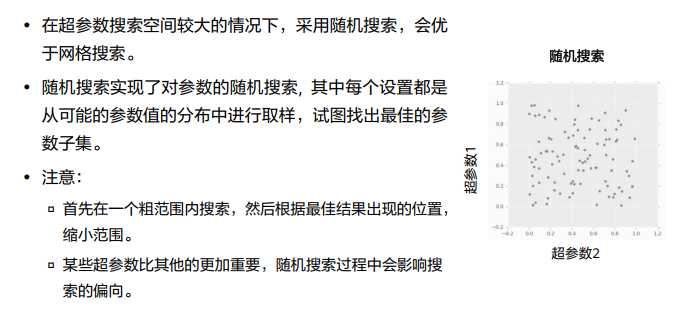 • 在超参数搜索空间较大的情况下，采用随机搜索，会优
于网格搜索。
• 随机搜索实现了对参数的随机搜索, 其中每个设置都是
从可能的参数值的分布中进行取样，试图找出最佳的参
数子集。
• 注意：
▫ 首先在一个粗范围内搜索，然后根据最佳结果出现的位置，
缩小范围。
▫ 某些超参数比其他的更加重要，随机搜索过程中会影响搜
索的偏向。
随机搜索
超参数1
1.2
1.0
0.8
0.6
0.4
0.2
0.0
−0.2
−0.2 0.0 0.2 0.4 0.6 0.8 1.0 1.2
超参数2